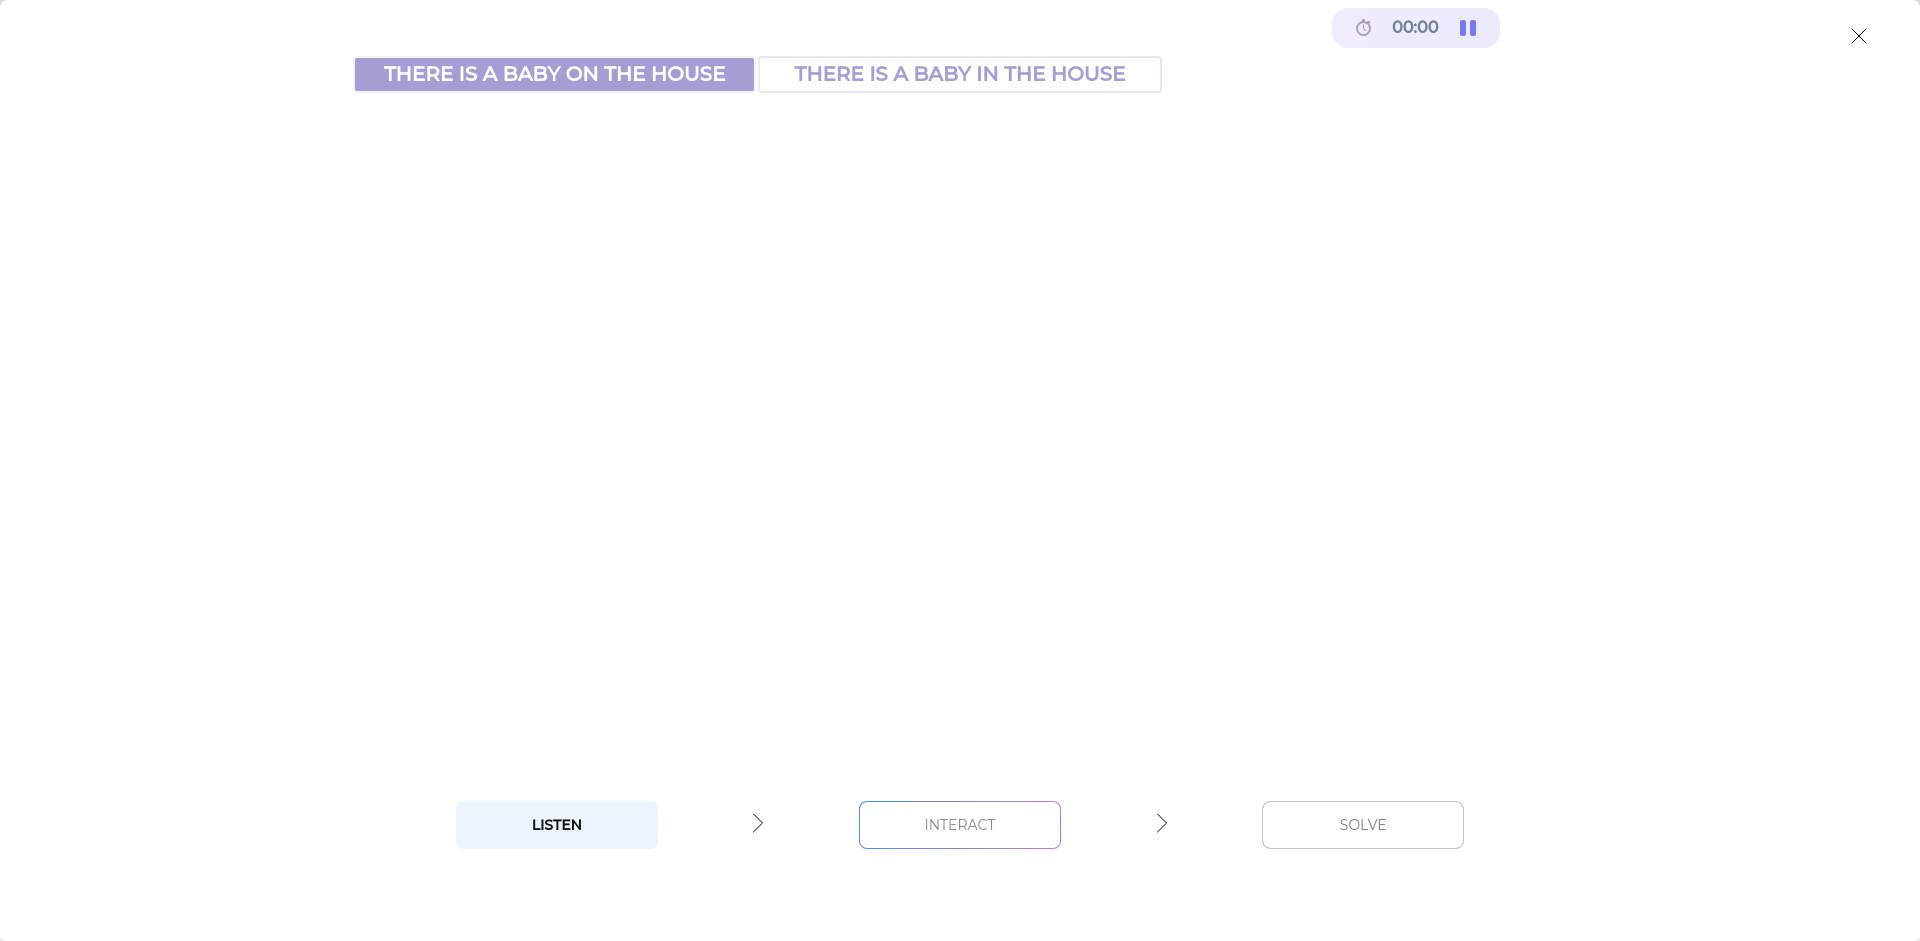 00:00
THERE IS A BABY ON THE HOUSE
THERE IS A BABY IN THE HOUSE
LISTEN
INTERACT
SOLVE